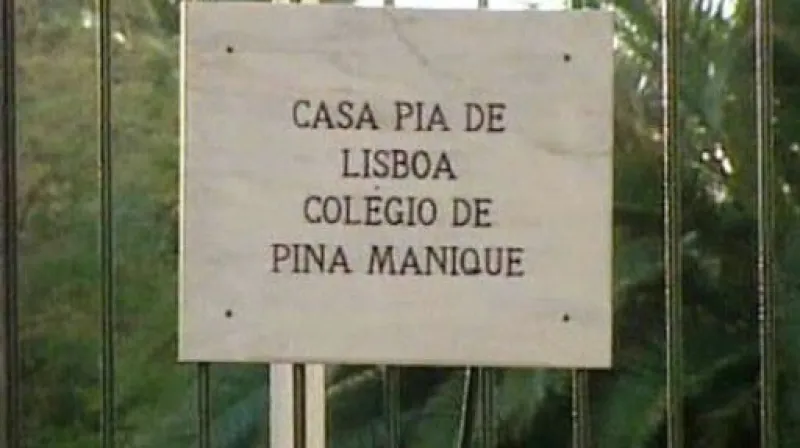 CASA PIA DE
LISBOA
COLÉGIO DE
PINA MANIQUE